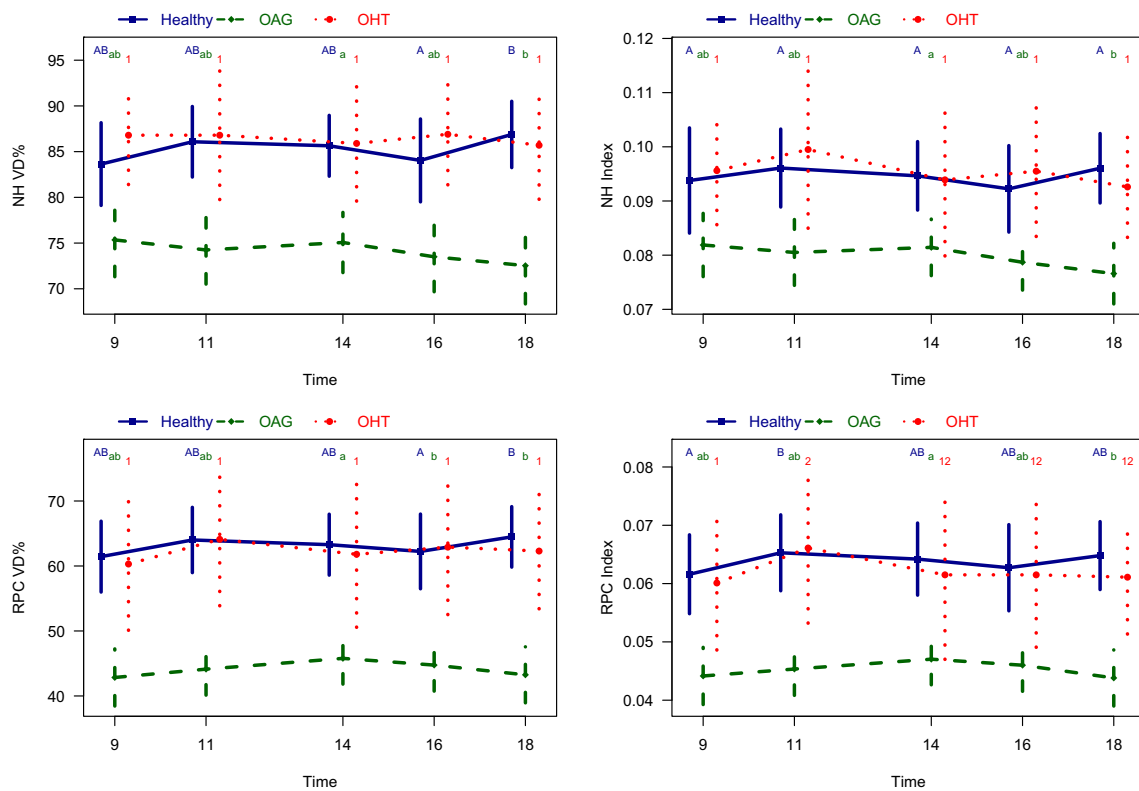 Healthy OAG OHT
NH VD%
95
90
85
80
75
70
AB ab 1 AB ab 1 AB a 1 A ab 1 B b 1
9 11 14 16 18
Time
Healthy OAG OHT
NH Index
0.12
0.11
0.10
0.09
0.08
0.07
A ab 1 A ab 1 A a 1 A ab 1 A b 1
9 11 14 16 18
Time
Healthy OAG OHT
RPC VD%
70
60
50
40
AB ab 1 AB ab 1 AB a 1 A b 1 B b 1
9 11 14 16 18
Time
Healthy OAG OHT
RPC Index
0.08
0.07
0.06
0.05
0.04
A ab 1 B ab 2 AB a 12 AB ab 12 AB b 12
9 11 14 16 18
Time